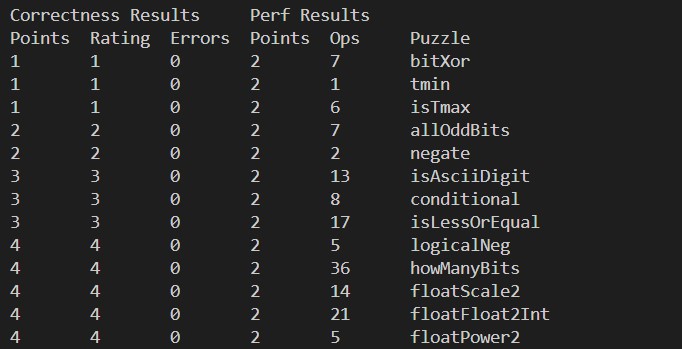 Correctness Results Perf Results
Points Rating Errors Points Ops Puzzle
1 1 0 2 7 bitXor
1 1 0 2 1 tmin
1 1 0 2 6 isTmax
2 2 0 2 7 allOddBits
2 2 0 2 2 negate
3 3 0 2 13 isAsciiDigit
3 3 0 2 8 conditional
3 3 0 2 17 isLessOrEqual
4 4 0 2 5 logicalNeg
4 4 0 2 36 howManyBits
4 4 0 2 14 floatScale2
4 4 0 2 21 floatFloat2Int
4 4 0 2 5 floatPower2